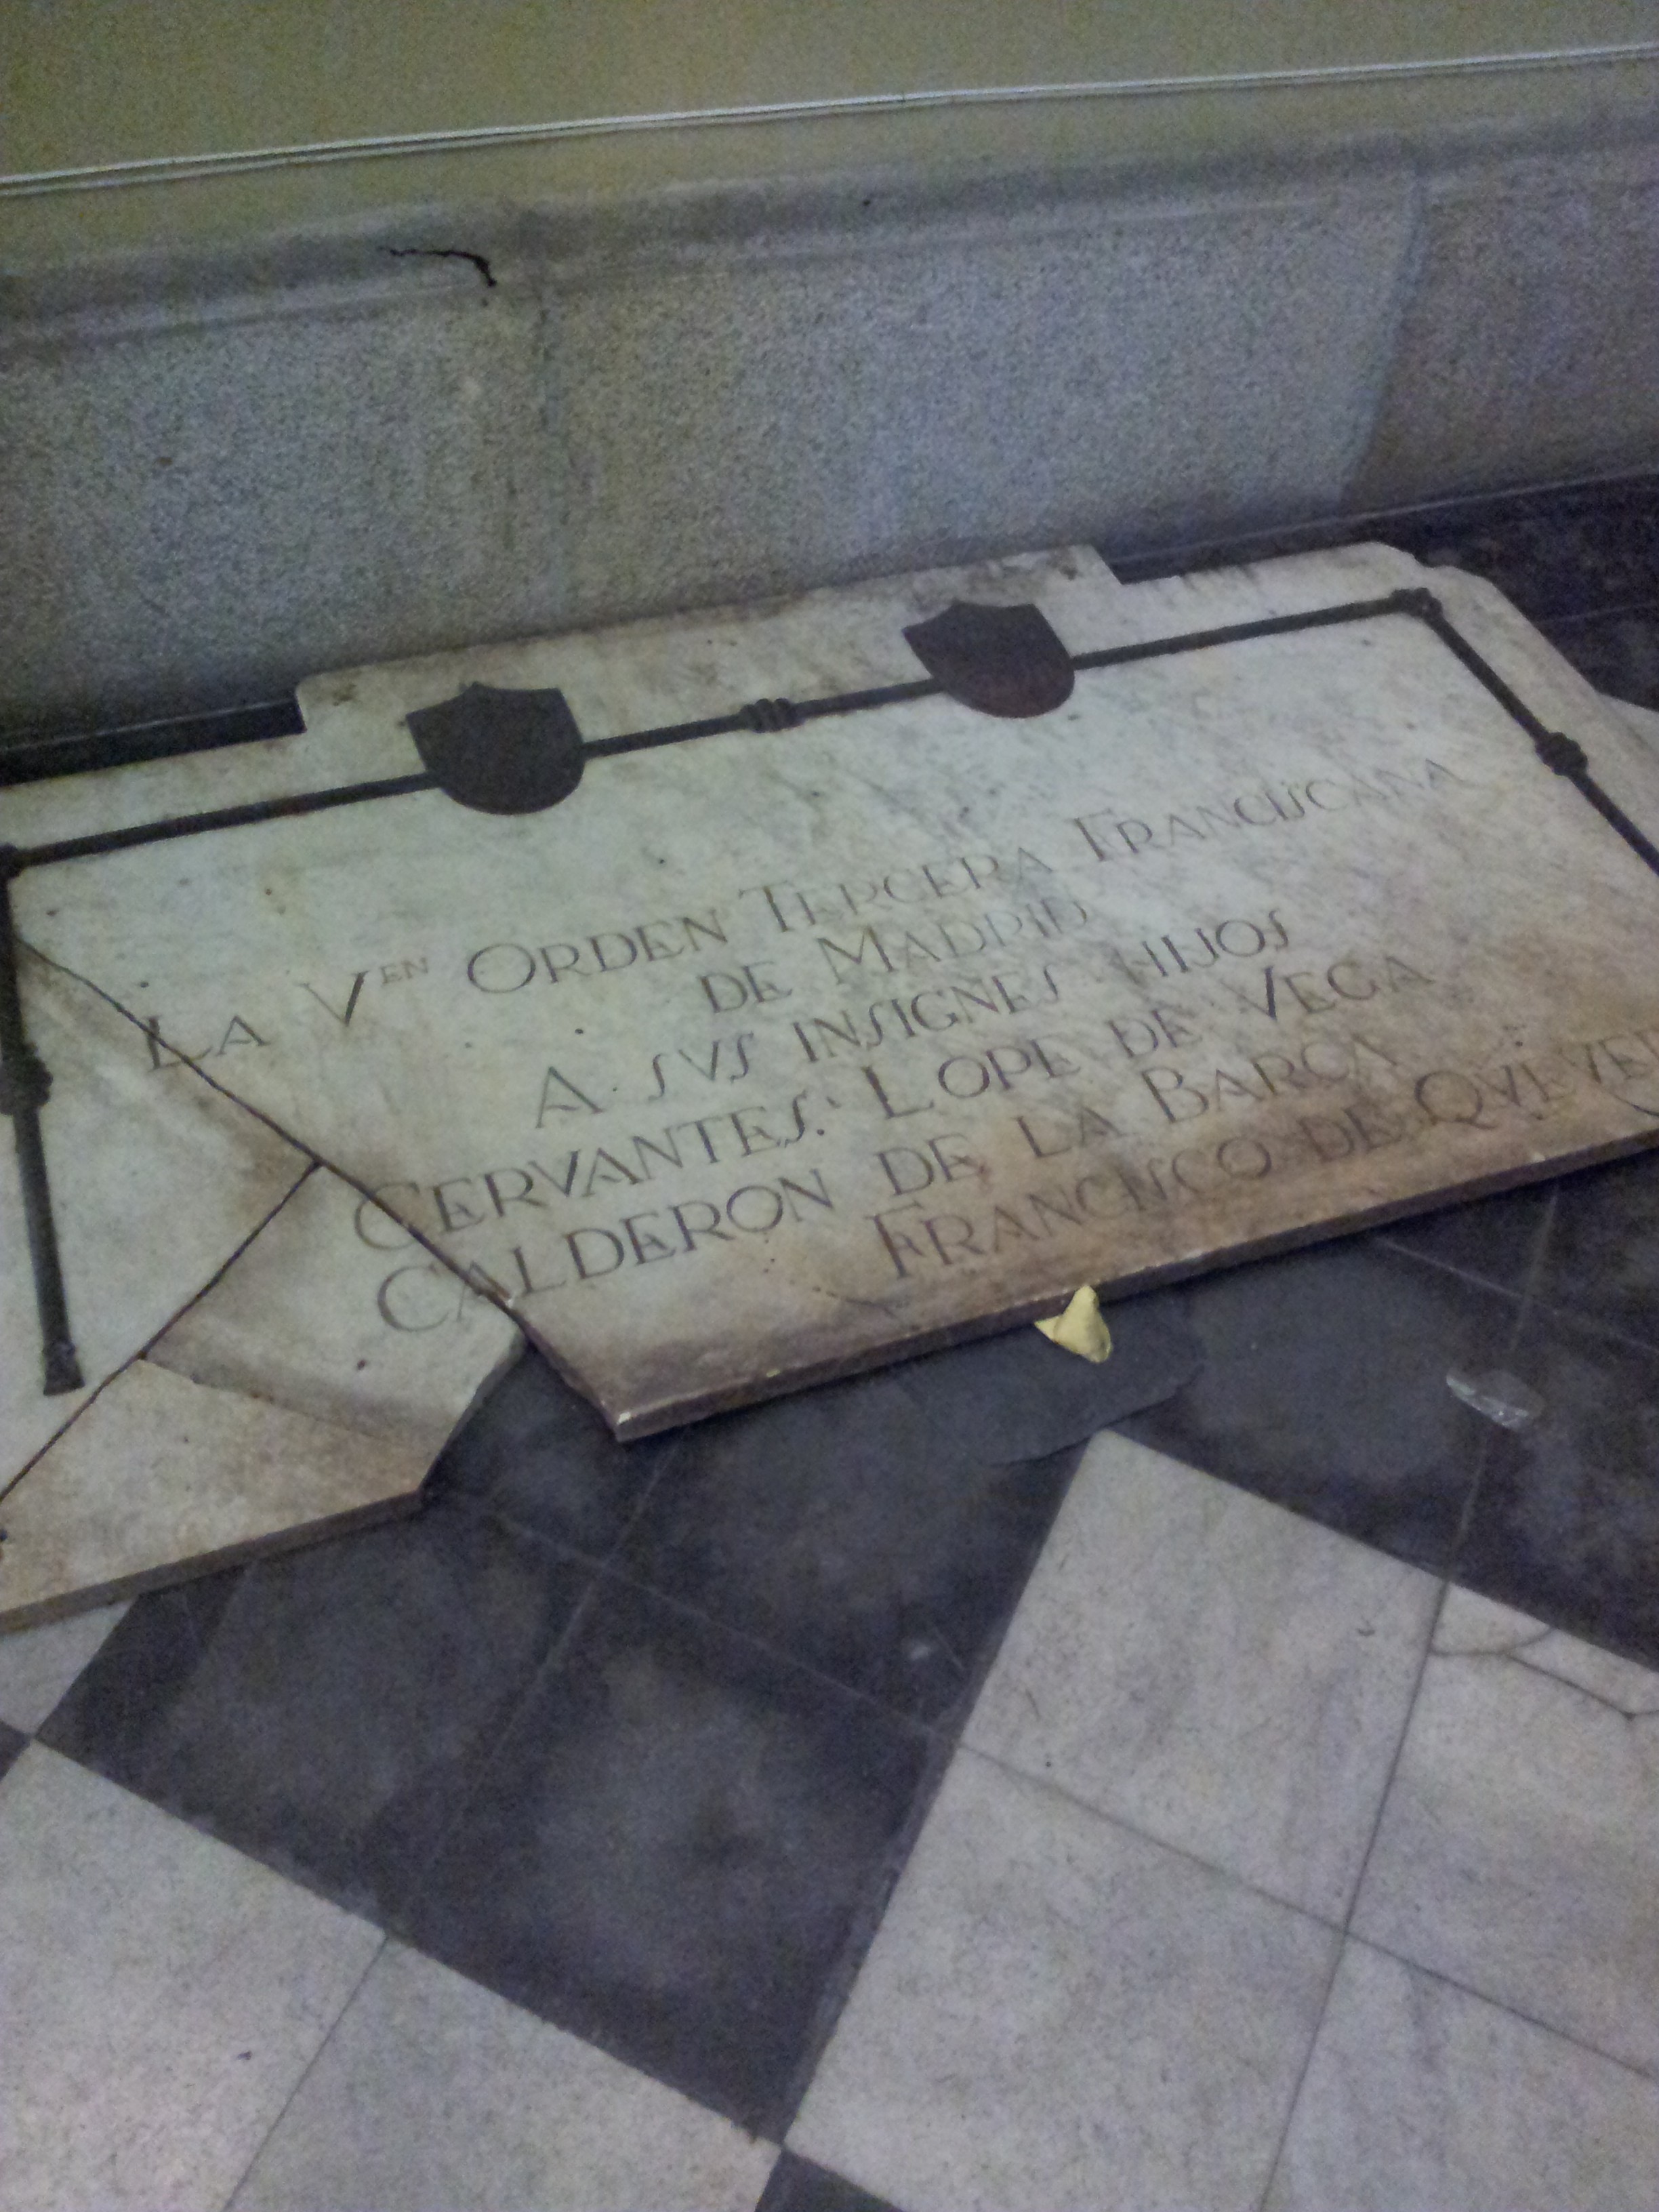 LA VEN ORDEN TERCERA FRANCISCANA
DE MADRID
A SVS INSIGNES HIJOS
CERVANTES. LOPE DE VEGA
CALDERON DE LA BARCA
FRANCISCO DE QVEVE